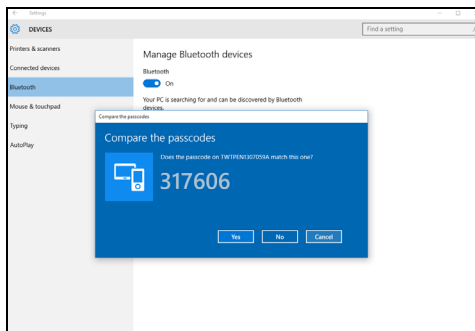 Settings
DEVICES
Find a setting
Printers & scanners
Connected devices
Bluetooth
Mouse & touchpad
Typing
AutoPlay
Manage Bluetooth devices
Bluetooth
On
Your PC is searching for and can be discovered by Bluetooth
devices.
Compare the passcodes
Compare the passcodes
Does the passcode on TWTPEN1307059A match this one?
317606
Yes
No
Cancel